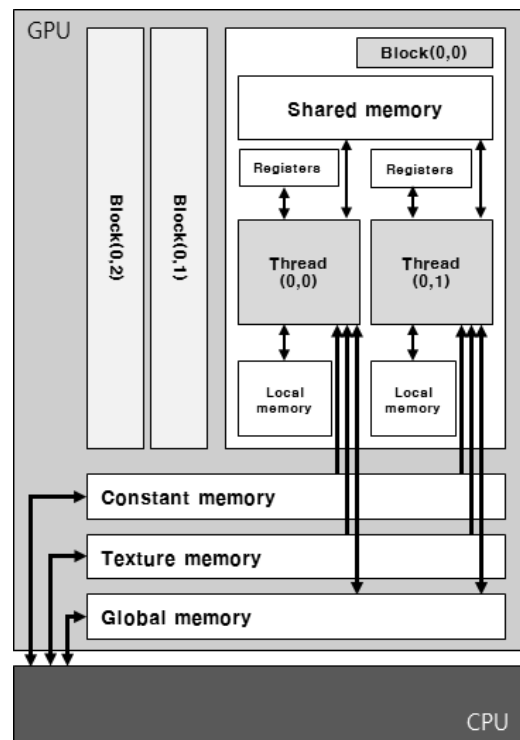 GPU
Block(0,0)
Shared memory
Registers
Registers
Block(0,2)
Block(0,1)
Thread
(0,0)
Thread
(0,1)
Local
memory
Local
memory
Constant memory
Texture memory
Global memory
CPU